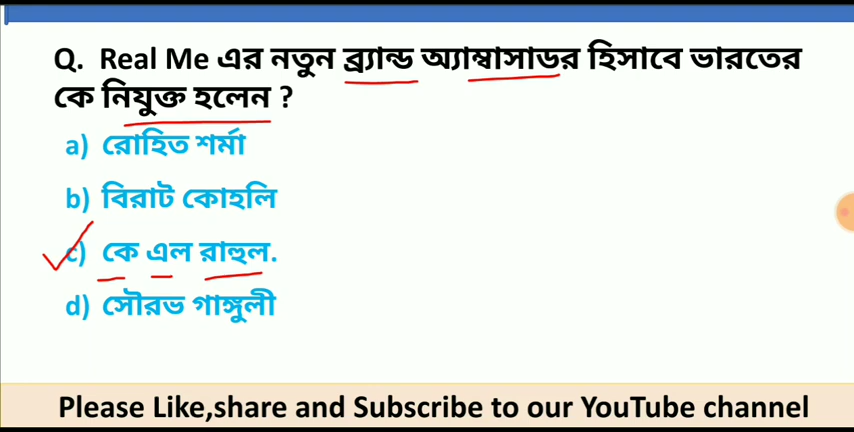 Q. Real Me এর নতুন ব্র্যান্ড অ্যাম্বাসাডর হিসাবে ভারতের
কে নিযুক্ত হলেন ?
a) রোহিত শর্মা
b) বিরাট কোহলি
c) কে এল রাহুল.
d) সৌরভ গাঙ্গুলী
Please Like,share and Subscribe to our YouTube channel